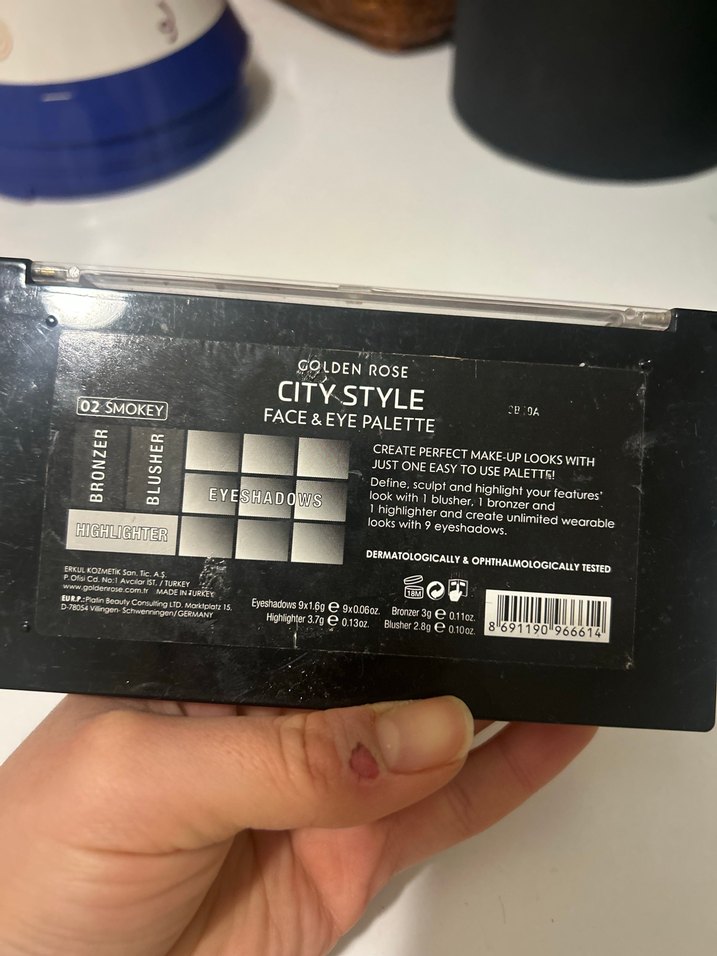 GOLDEN ROSE
CITY STYLE
FACE & EYE PALETTE
02 SMOKEY
BRONZER
BLUSHER
EYESHADOWS
HIGHLIGHTER
CREATE PERFECT MAKE-UP LOOKS WITH
JUST ONE EASY TO USE PALETTE!
Define, sculpt and highlight your features'
look with 1 blusher, 1 bronzer and
1 highlighter and create unlimited wearable
looks with 9 eyeshadows.
DERMATOLOGICALLY & OPHTHALMOLOGICALLY TESTED
ERKUL KOZMETİK San. Tic. A.Ş.
P.Ofisi Cd. No:1 Avcılar İST. / TURKEY
www.goldenrose.com.tr MADE IN TURKEY
EU R.P.:Platin Beauty Consulting LTD. Marktplatz 15.
D-78054 Villingen- Schwenningen/GERMANY
Eyeshadows 9x1.6g e 9x0.06oz.
Highlighter 3.7g e 0.13oz.
Bronzer 3g e 0.11oz.
Blusher 2.8g e 0.10oz.
18M
8 691190 966614